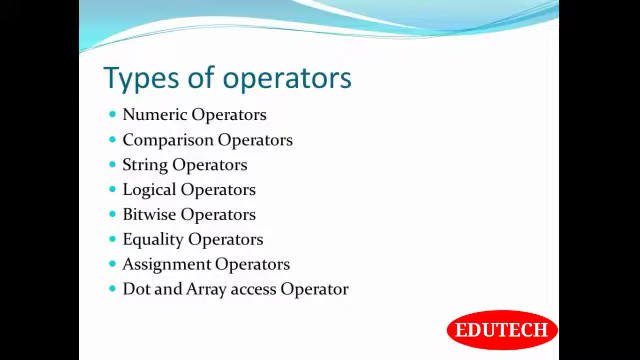 Types of operators
Numeric Operators
Comparison Operators
String Operators
Logical Operators
Bitwise Operators
Equality Operators
Assignment Operators
Dot and Array access Operator
EDUTECH